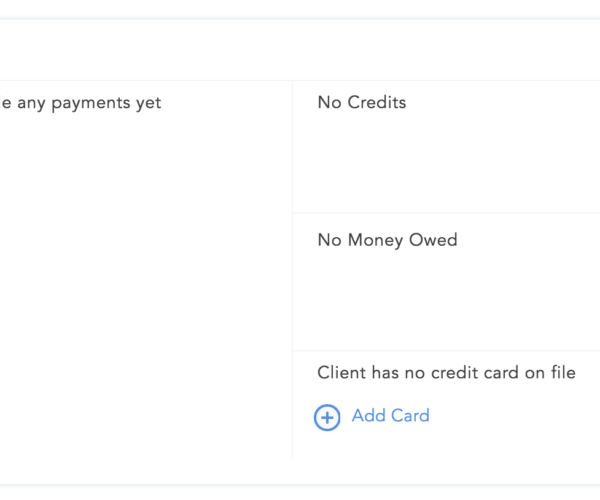 e any payments yet
No Credits
No Money Owed
Client has no credit card on file
Add Card